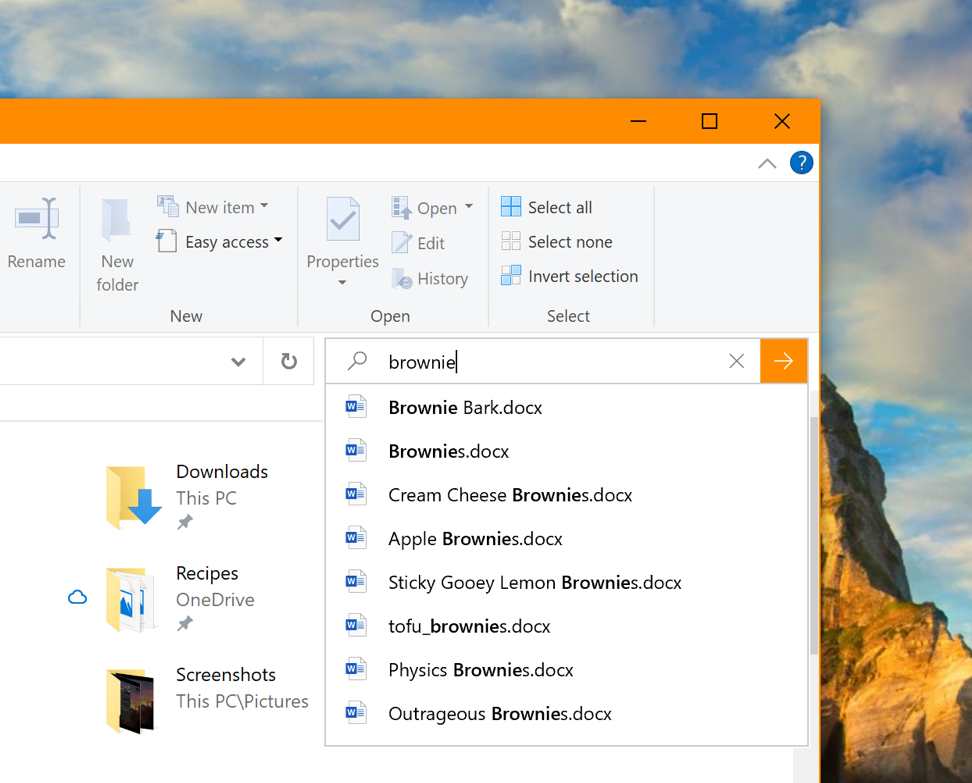 ?
Rename
New
folder
New item
Easy access
New
Properties
Open
Edit
History
Open
Select all
Select none
Invert selection
Select
brownie
Brownie Bark.docx
Brownies.docx
Cream Cheese Brownies.docx
Apple Brownies.docx
Sticky Gooey Lemon Brownies.docx
tofu_brownies.docx
Physics Brownies.docx
Outrageous Brownies.docx
Downloads
This PC
Recipes
OneDrive
Screenshots
This PC\Pictures